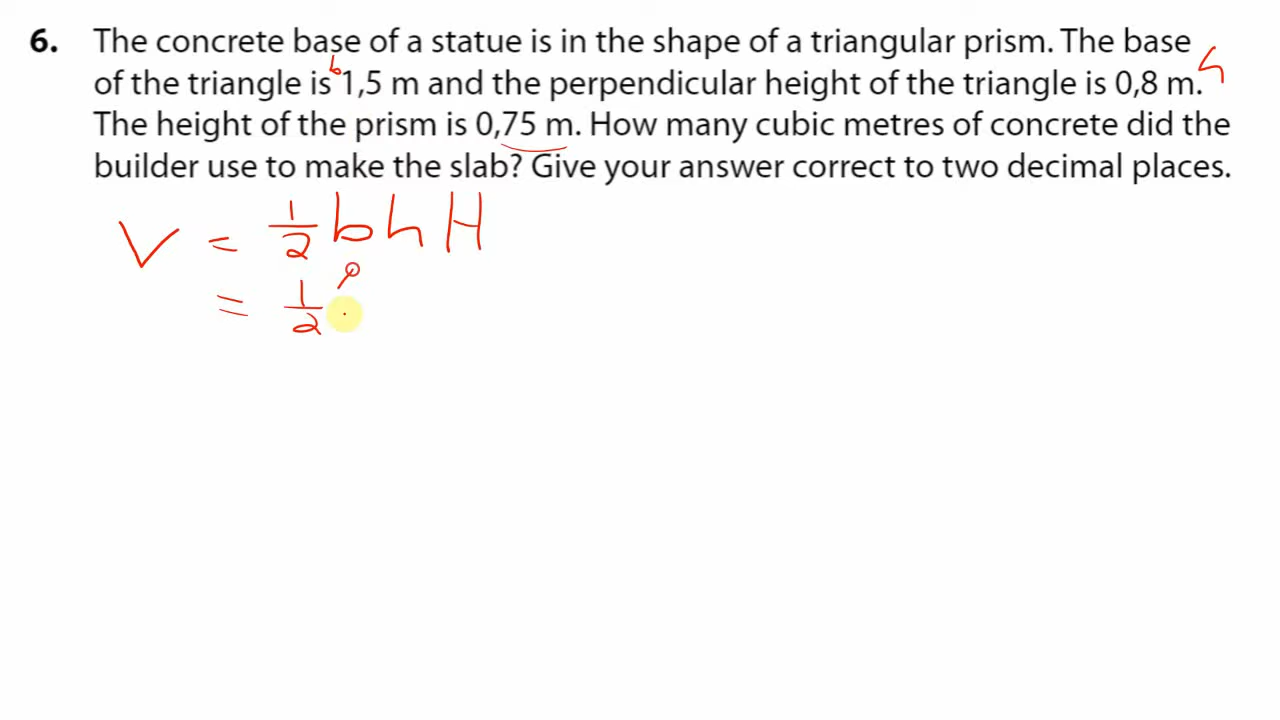 6. The concrete base of a statue is in the shape of a triangular prism. The base
of the triangle is b 1,5 m and the perpendicular height of the triangle is 0,8 m. h
The height of the prism is 0,75 m. How many cubic metres of concrete did the
builder use to make the slab? Give your answer correct to two decimal places.
V = 1/2 b h H
= 1/2